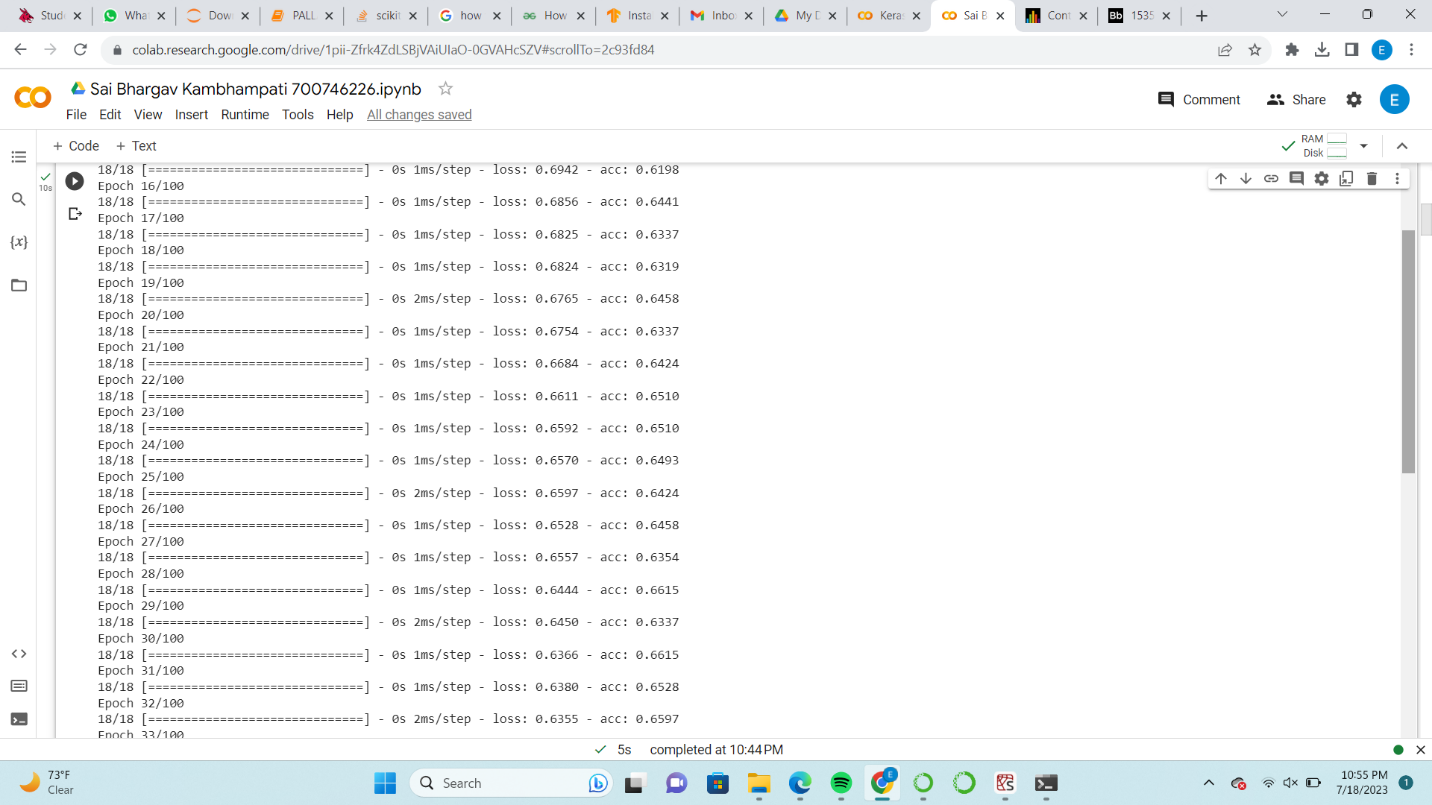 Stude
What
Dow
PALL
scikit
how
How
Insta
Inbo
My D
Keras
Sai B
Cont
Bb 1535
colab.research.google.com/drive/1pii-Zfrk4ZdLSBjVAiUIaO-0GVAHcSZV#scrollTo=2c93fd84
E
CO Sai Bhargav Kambhampati 700746226.ipynb
Comment Share E
File Edit View Insert Runtime Tools Help All changes saved
+ Code + Text
RAM
Disk
10s
18/18 [==============================] - 0s 1ms/step - loss: 0.6942 - acc: 0.6198
Epoch 16/100
18/18 [==============================] - 0s 1ms/step - loss: 0.6856 - acc: 0.6441
Epoch 17/100
18/18 [==============================] - 0s 1ms/step - loss: 0.6825 - acc: 0.6337
Epoch 18/100
18/18 [==============================] - 0s 1ms/step - loss: 0.6824 - acc: 0.6319
Epoch 19/100
18/18 [==============================] - 0s 2ms/step - loss: 0.6765 - acc: 0.6458
Epoch 20/100
18/18 [==============================] - 0s 1ms/step - loss: 0.6754 - acc: 0.6337
Epoch 21/100
18/18 [==============================] - 0s 1ms/step - loss: 0.6684 - acc: 0.6424
Epoch 22/100
18/18 [==============================] - 0s 1ms/step - loss: 0.6611 - acc: 0.6510
Epoch 23/100
18/18 [==============================] - 0s 1ms/step - loss: 0.6592 - acc: 0.6510
Epoch 24/100
18/18 [==============================] - 0s 1ms/step - loss: 0.6570 - acc: 0.6493
Epoch 25/100
18/18 [==============================] - 0s 2ms/step - loss: 0.6597 - acc: 0.6424
Epoch 26/100
18/18 [==============================] - 0s 1ms/step - loss: 0.6528 - acc: 0.6458
Epoch 27/100
18/18 [==============================] - 0s 1ms/step - loss: 0.6557 - acc: 0.6354
Epoch 28/100
18/18 [==============================] - 0s 1ms/step - loss: 0.6444 - acc: 0.6615
Epoch 29/100
18/18 [==============================] - 0s 2ms/step - loss: 0.6450 - acc: 0.6337
Epoch 30/100
18/18 [==============================] - 0s 1ms/step - loss: 0.6366 - acc: 0.6615
Epoch 31/100
18/18 [==============================] - 0s 1ms/step - loss: 0.6380 - acc: 0.6528
Epoch 32/100
18/18 [==============================] - 0s 2ms/step - loss: 0.6355 - acc: 0.6597
Epoch 33/100
5s completed at 10:44 PM
73°F
Clear
Search
10:55 PM
7/18/2023
1